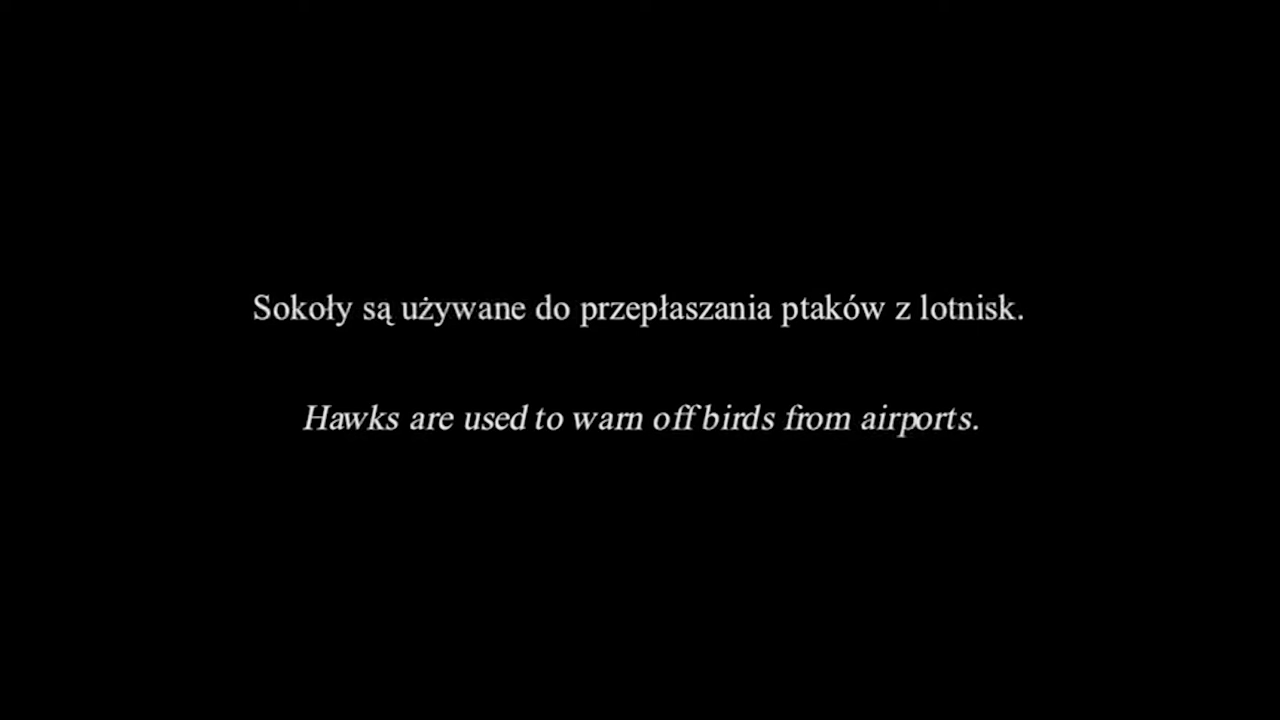 Sokoły są używane do przepłaszania ptaków z lotnisk.
Hawks are used to warn off birds from airports.